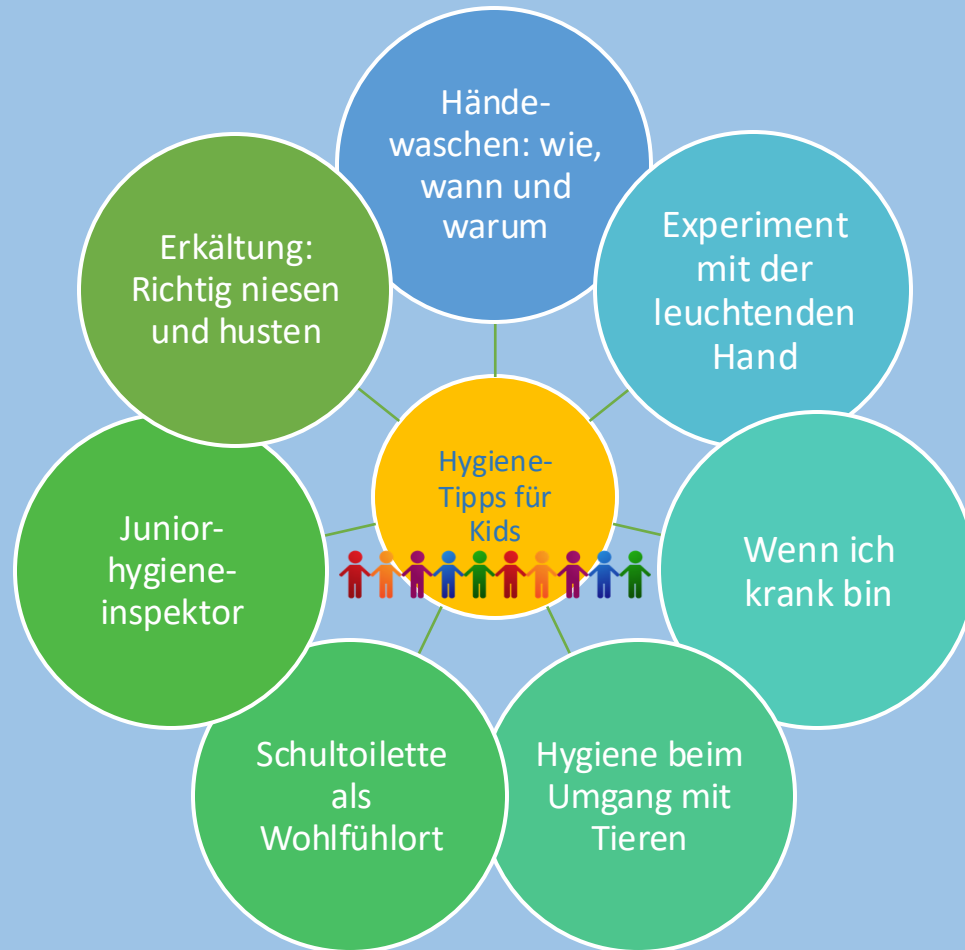 Hände-
waschen: wie,
wann und
warum
Experiment
mit der
leuchtenden
Hand
Wenn ich
krank bin
Hygiene beim
Umgang mit
Tieren
Schultoilette
als
Wohlfühlort
Junior-
hygiene-
inspektor
Erkältung:
Richtig niesen
und husten
Hygiene-
Tipps für
Kids